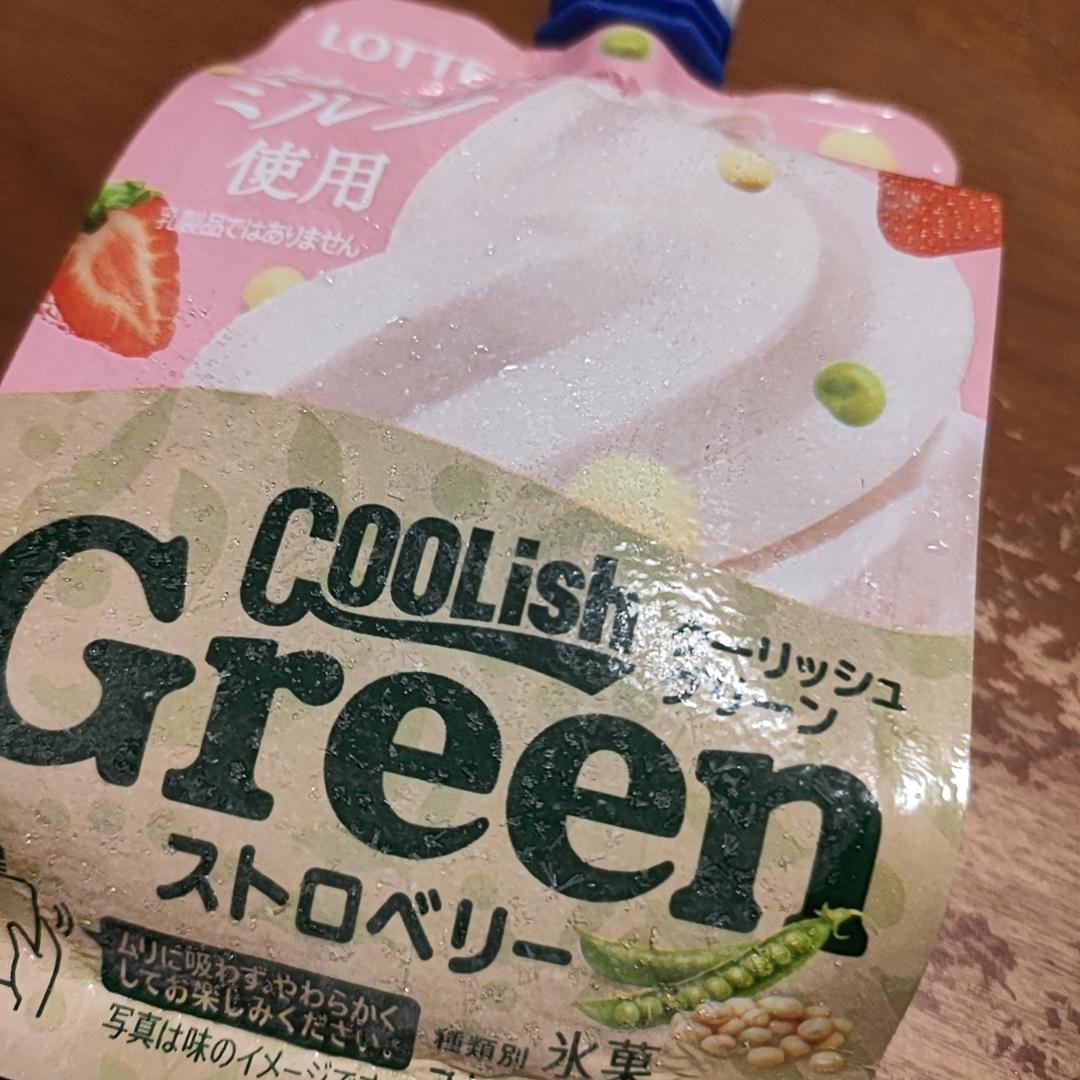 LOTTE
ミルク
使用
乳製品ではありません
COOLish
クーリッシュ
グリーン
Green
ストロベリー
ムリに吸わず、やわらかく
してお楽しみください。
写真は味のイメージです
種類別 氷菓